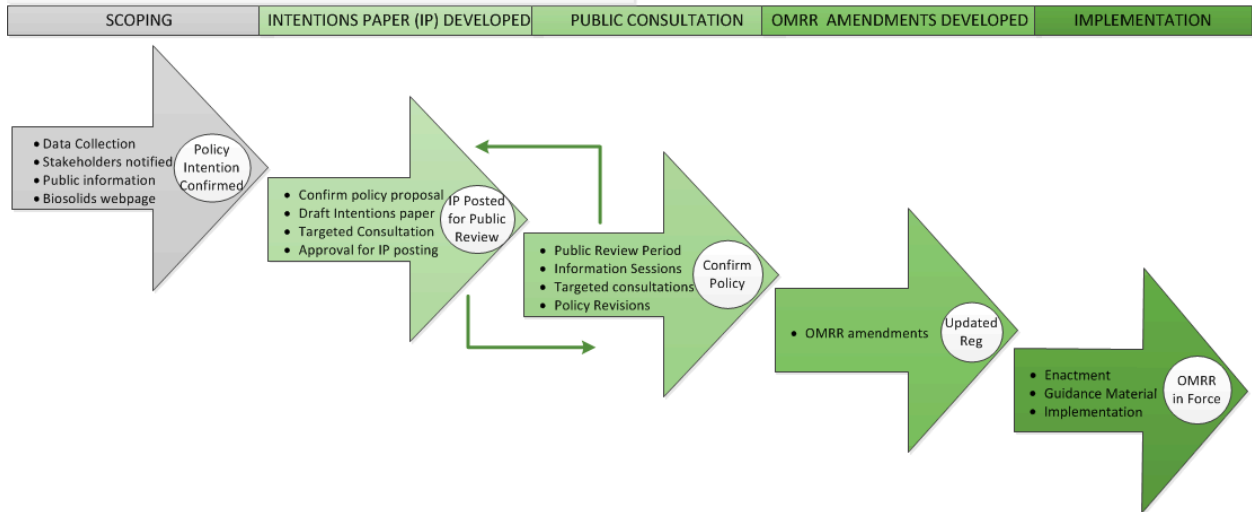 SCOPING
INTENTIONS PAPER (IP) DEVELOPED
PUBLIC CONSULTATION
OMRR AMENDMENTS DEVELOPED
IMPLEMENTATION
• Data Collection
• Stakeholders notified
• Public information
• Biosolids webpage
Policy
Intention
Confirmed
• Confirm policy proposal
• Draft Intentions paper
• Targeted Consultation
• Approval for IP posting
IP Posted
for Public
Review
• Public Review Period
• Information Sessions
• Targeted consultations
• Policy Revisions
Confirm
Policy
• OMRR amendments
Updated
Reg
• Enactment
• Guidance Material
• Implementation
OMRR
in Force